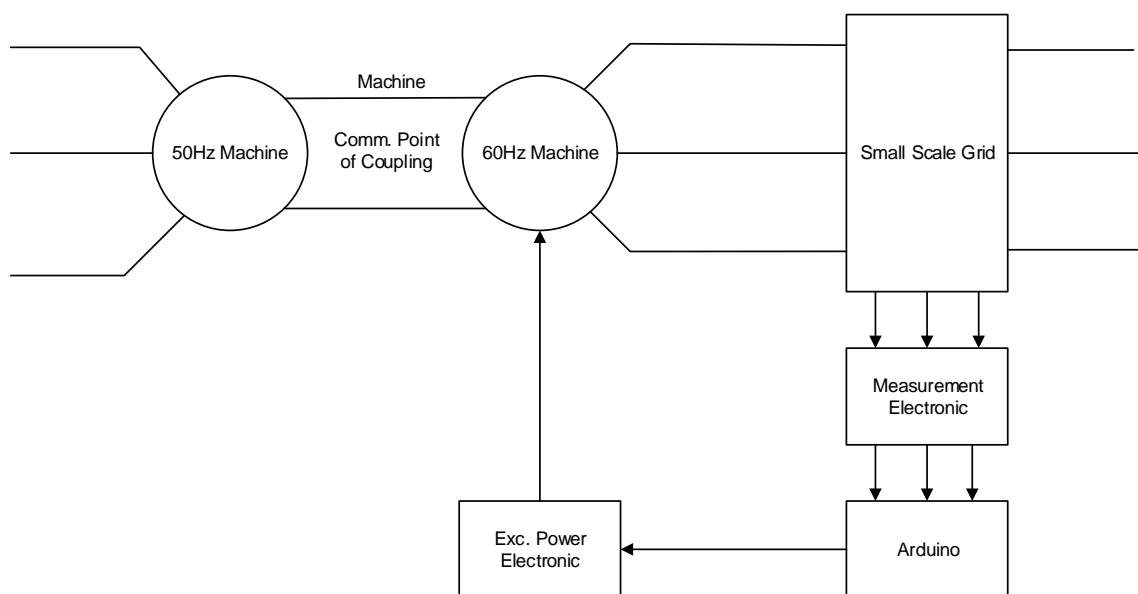 Machine
50Hz Machine
Comm. Point
of Coupling
60Hz Machine
Small Scale Grid
Measurement
Electronic
Exc. Power
Electronic
Arduino